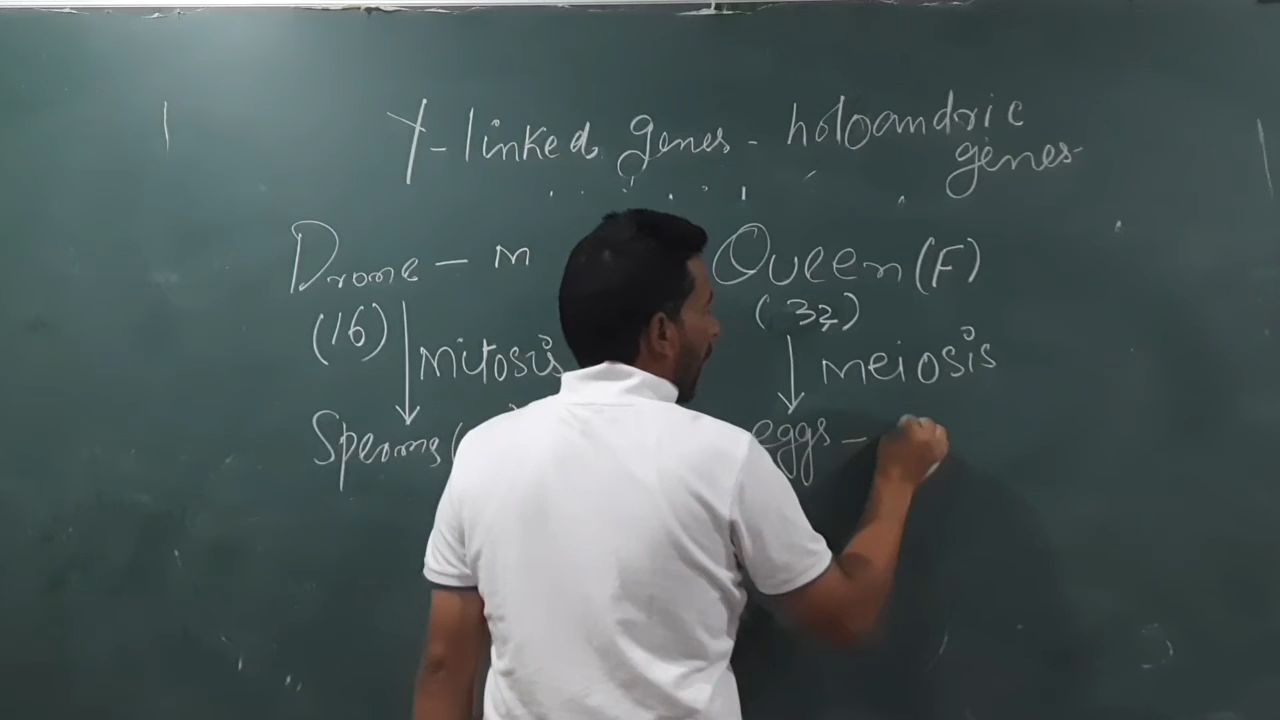 Y-linked genes - holoandric
genes-
Drone - m
Queen (F)
(16)
(32)
mitosis
meiosis
Sperms (
eggs -